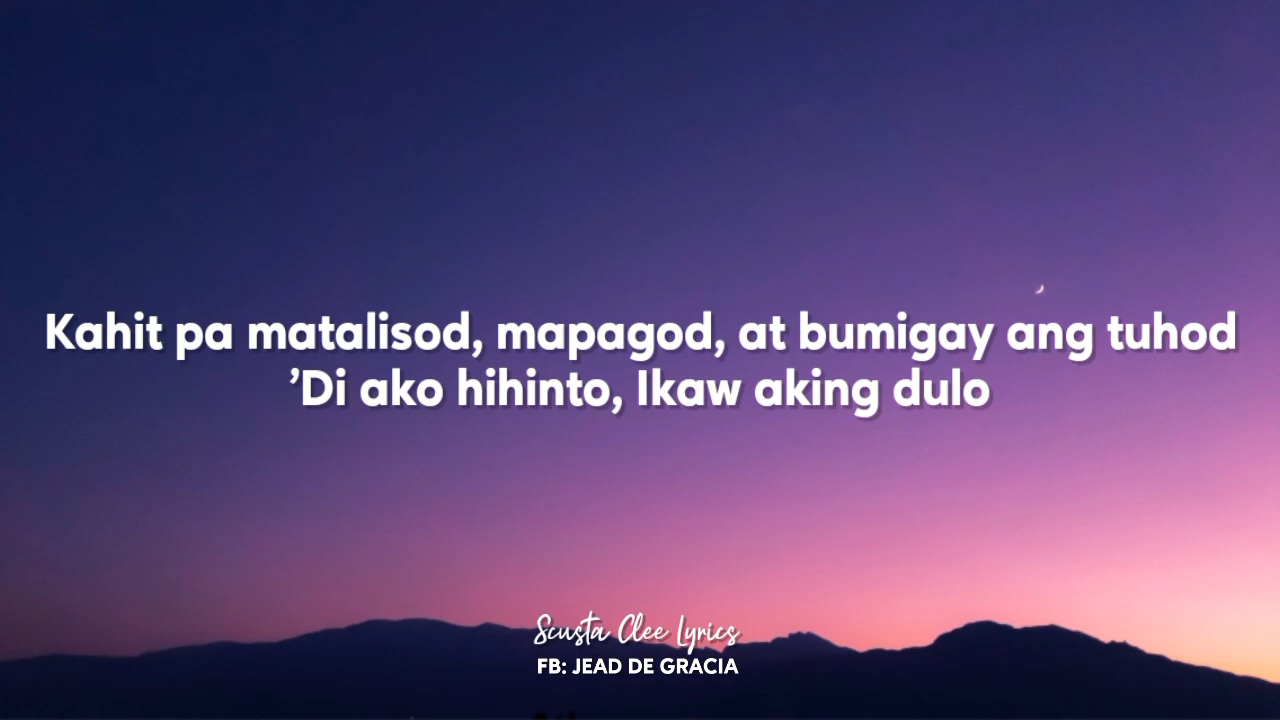 Kahit pa matalisod, mapagod, at bumigay ang tuhod
’Di ako hihinto, Ikaw aking dulo
Scusta Clee Lyrics
FB: JEAD DE GRACIA